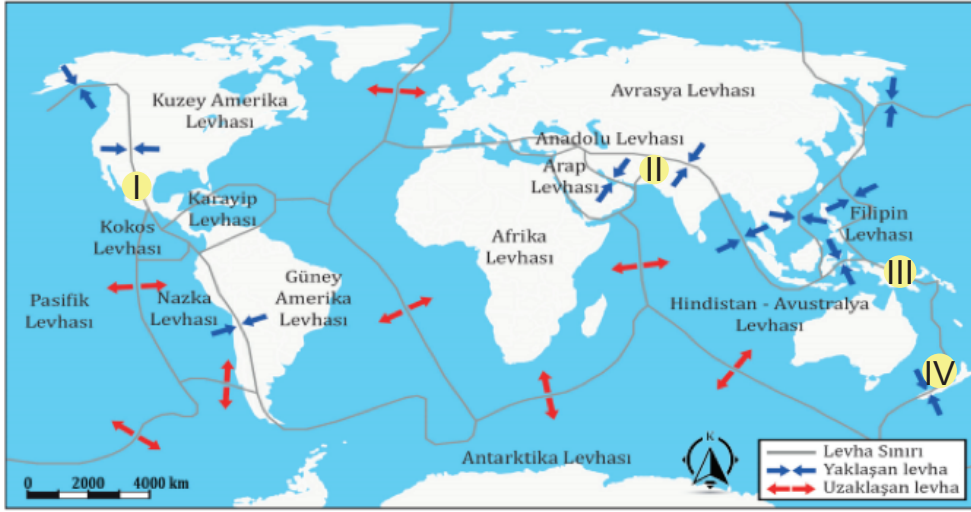 Kuzey Amerika
Levhası
Avrasya Levhası
Anadolu Levhası
Arap
Levhası
II
I
Karayip
Levhası
Kokos
Levhası
Afrika
Levhası
Filipin
Levhası
III
Pasifik
Levhası
Nazka
Levhası
Güney
Amerika
Levhası
Hindistan - Avustralya
Levhası
IV
Antarktika Levhası
K
0 2000 4000 km
Levha Sınırı
Yaklaşan levha
Uzaklaşan levha